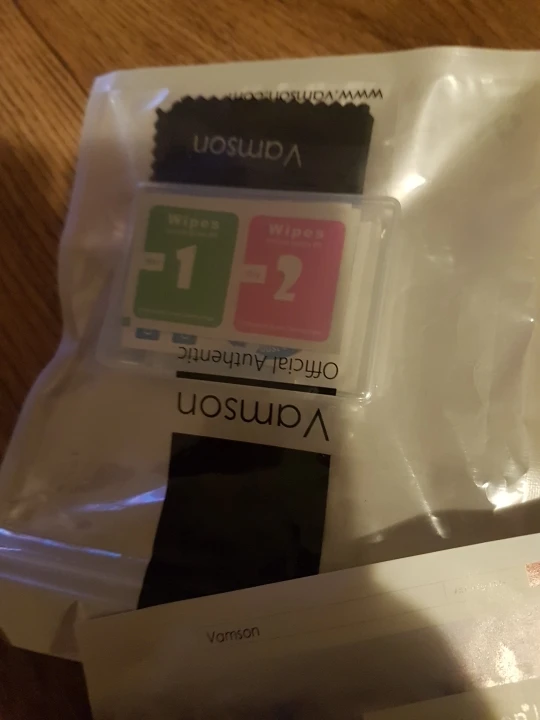 www.vamson.com
Vamson
Wipes
1
Wipes
2
Official Authentic
Vamson
Vamson